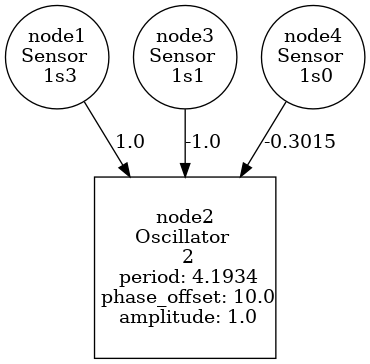 node1
Sensor
1s3
node3
Sensor
1s1
node4
Sensor
1s0
1.0
-1.0
-0.3015
node2
Oscillator
2
period: 4.1934
phase_offset: 10.0
amplitude: 1.0